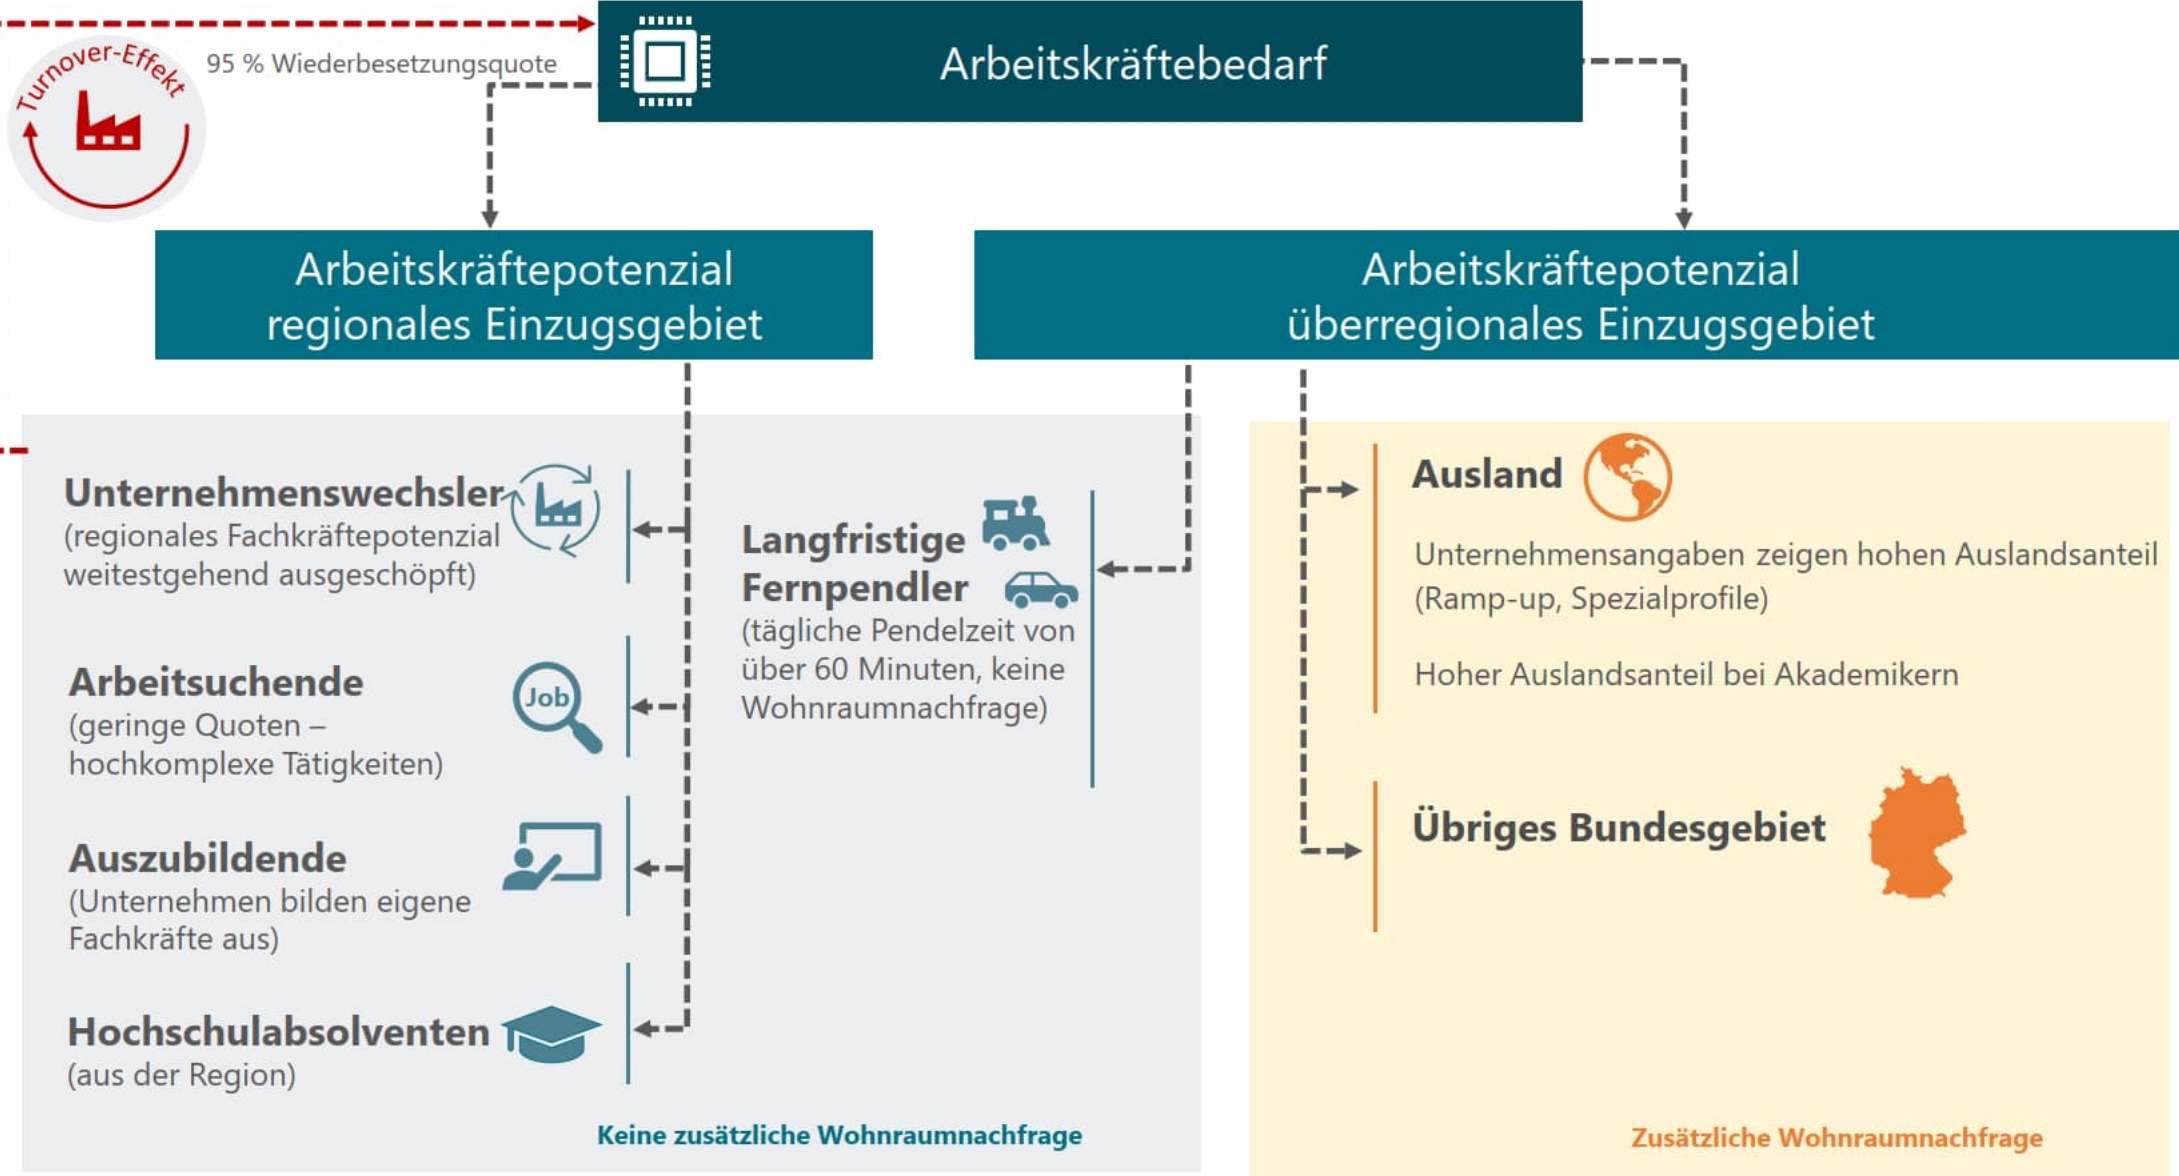 Turnover-Effekt
95 % Wiederbesetzungsquote
Arbeitskräftebedarf
Arbeitskräftepotenzial
regionales Einzugsgebiet
Arbeitskräftepotenzial
überregionales Einzugsgebiet
Unternehmenswechsler
(regionales Fachkräftepotenzial
weitestgehend ausgeschöpft)
Arbeitsuchende
(geringe Quoten –
hochkomplexe Tätigkeiten)
Job
Auszubildende
(Unternehmen bilden eigene
Fachkräfte aus)
Hochschulabsolventen
(aus der Region)
Langfristige
Fernpendler
(tägliche Pendelzeit von
über 60 Minuten, keine
Wohnraumnachfrage)
Keine zusätzliche Wohnraumnachfrage
Ausland
Unternehmensangaben zeigen hohen Auslandsanteil
(Ramp-up, Spezialprofile)
Hoher Auslandsanteil bei Akademikern
Übriges Bundesgebiet
Zusätzliche Wohnraumnachfrage